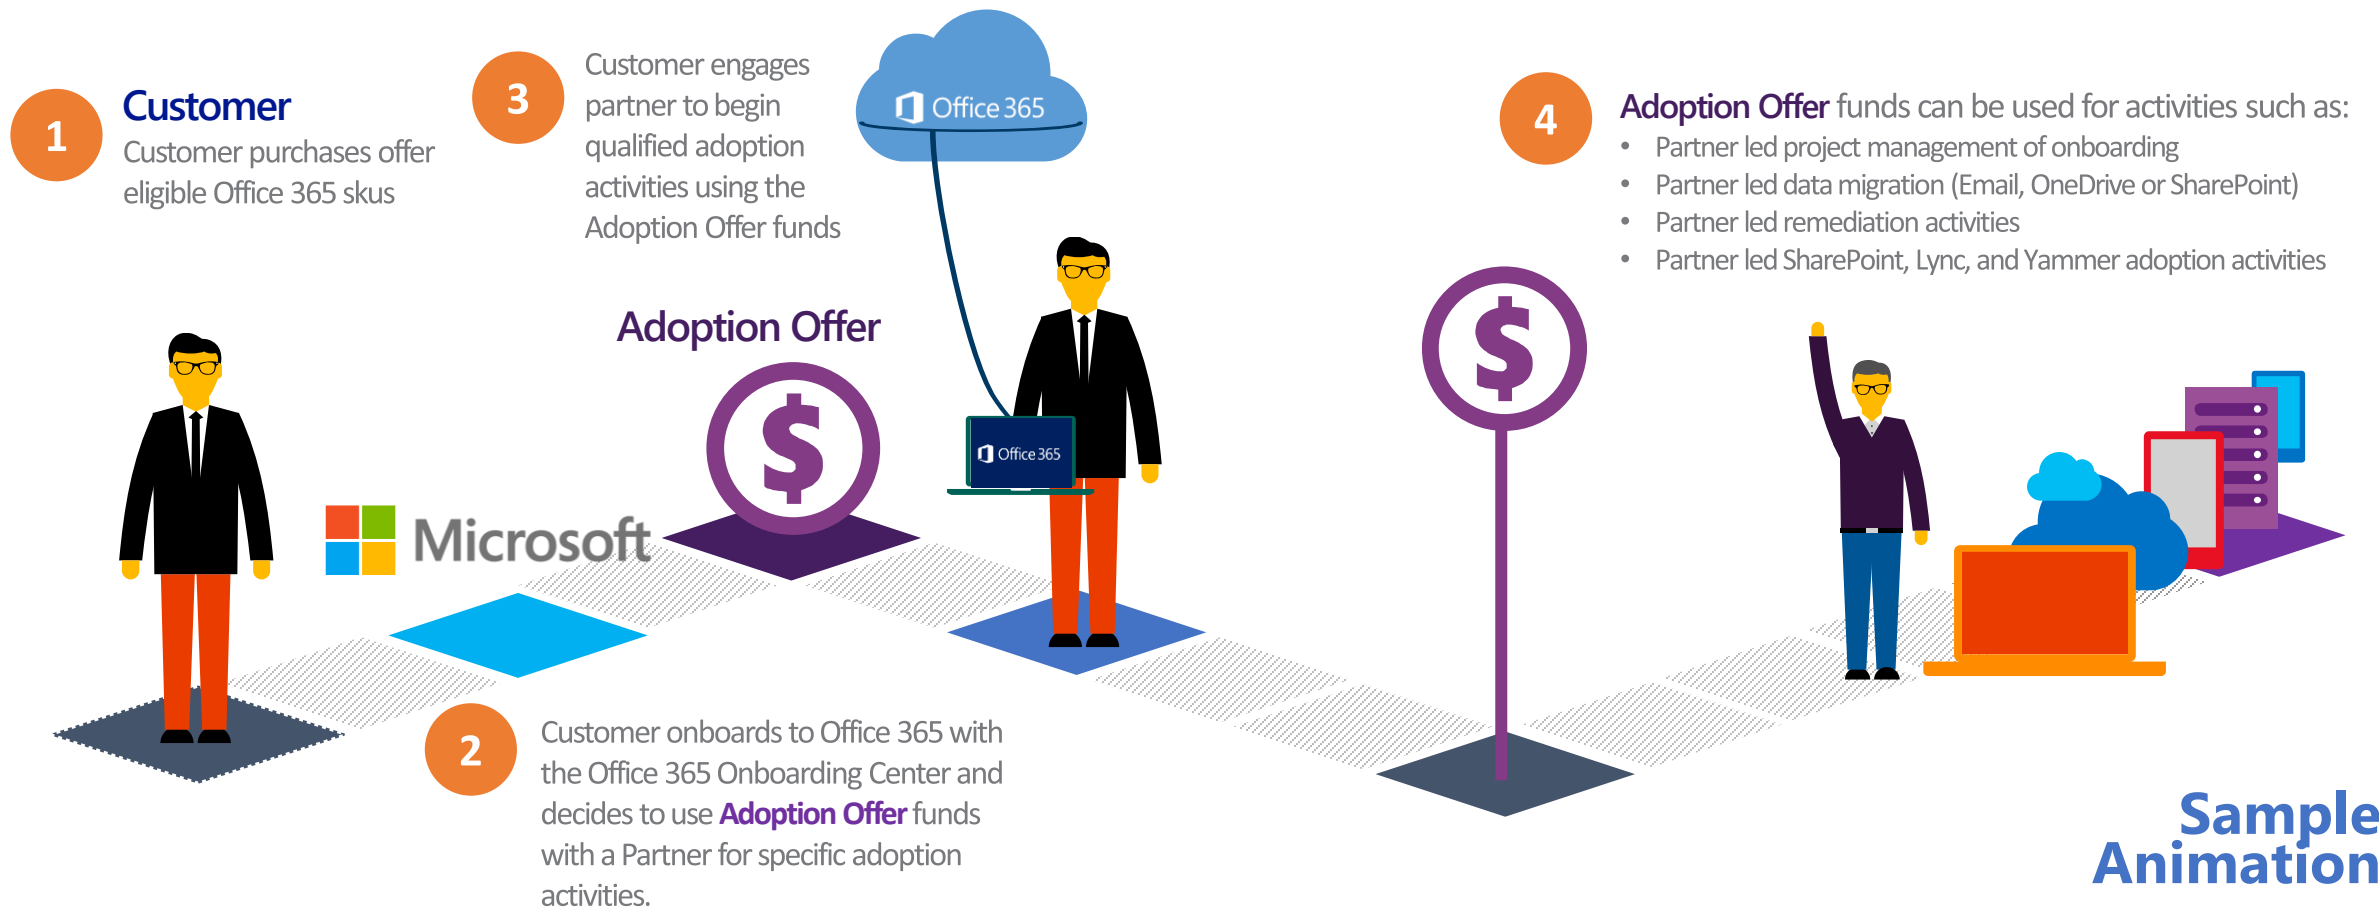 1
Customer
Customer purchases offer
eligible Office 365 skus
Microsoft
2
Customer onboards to Office 365 with
the Office 365 Onboarding Center and
decides to use Adoption Offer funds
with a Partner for specific adoption
activities.
3
Customer engages
partner to begin
qualified adoption
activities using the
Adoption Offer funds
Adoption Offer
$
Office 365
Office 365
4
Adoption Offer funds can be used for activities such as:
• Partner led project management of onboarding
• Partner led data migration (Email, OneDrive or SharePoint)
• Partner led remediation activities
• Partner led SharePoint, Lync, and Yammer adoption activities
$
Sample
Animation